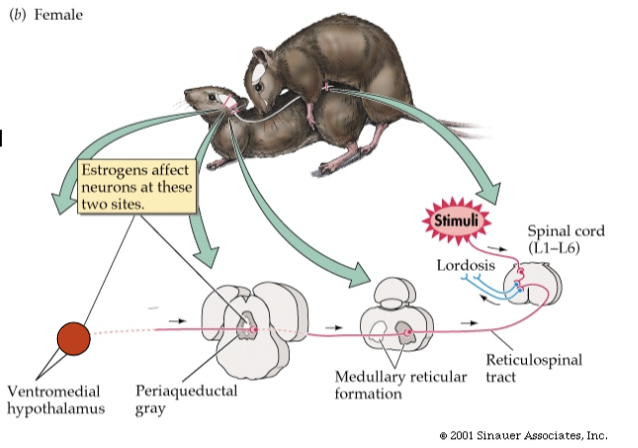 (b) Female
Estrogens affect
neurons at these
two sites.
Stimuli
Spinal cord
(L1–L6)
Lordosis
Ventromedial
hypothalamus
Periaqueductal
gray
Medullary reticular
formation
Reticulospinal
tract
© 2001 Sinauer Associates, Inc.